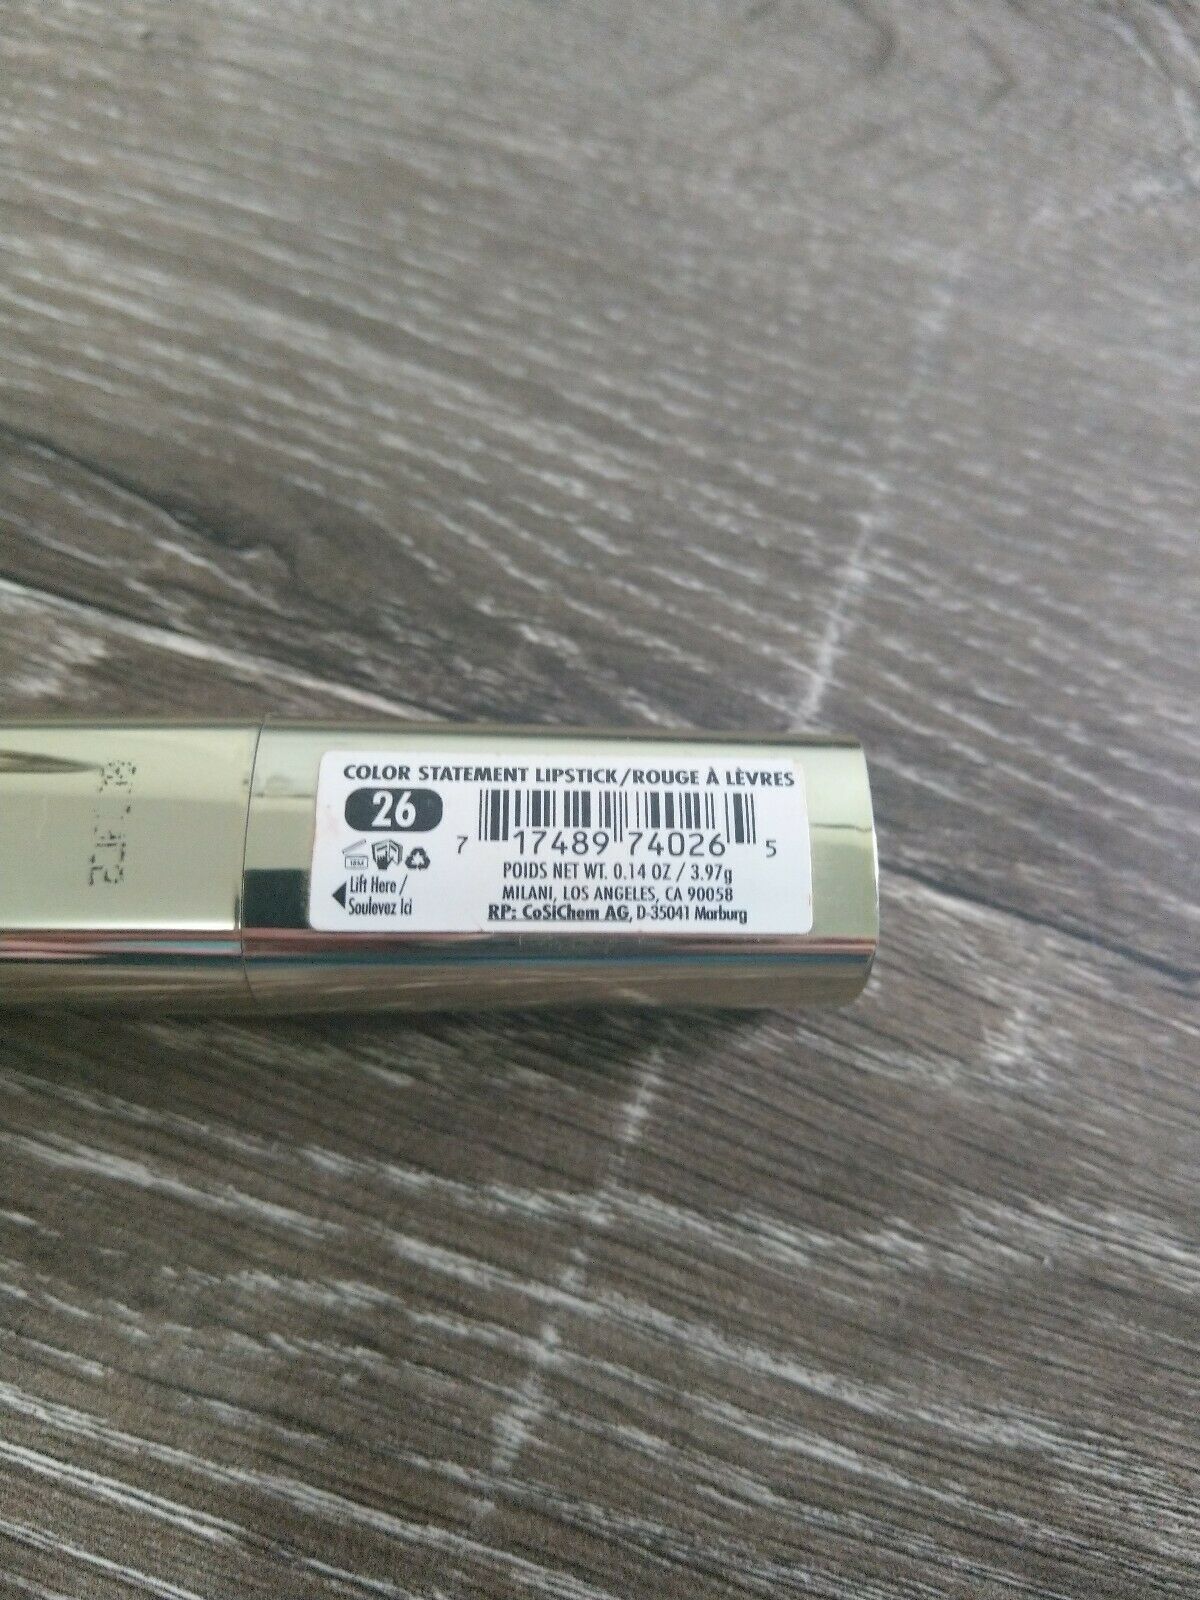 COLOR STATEMENT LIPSTICK/ROUGE À LÈVRES
26
7 17489 74026 5
18M
POIDS NET WT. 0.14 OZ / 3.97g
Lift Here /
Soulevez Ici
MILANI, LOS ANGELES, CA 90058
RP: CoSiChem AG, D-35041 Marburg